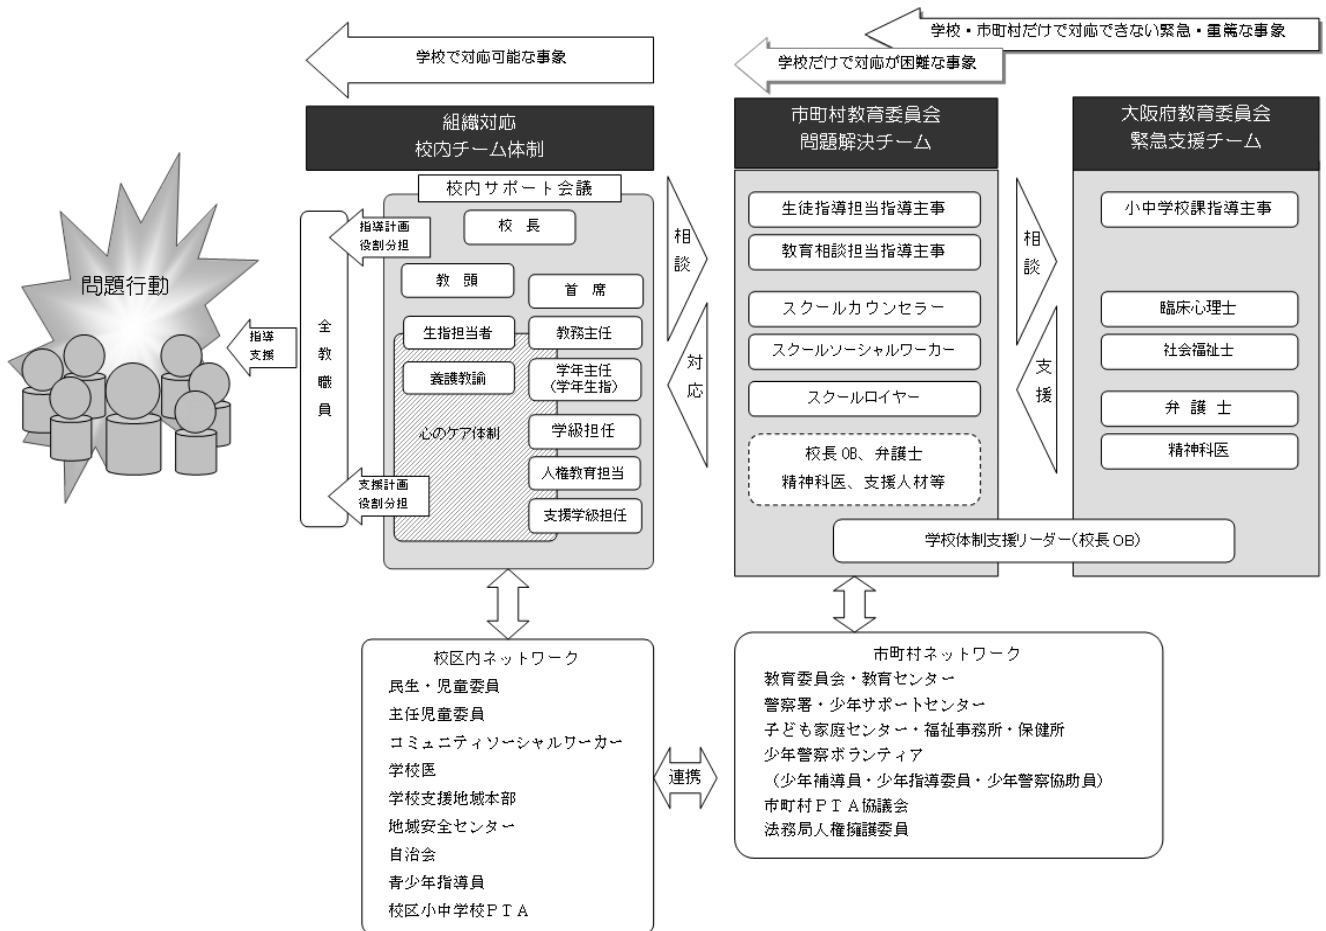 学校・市町村だけで対応できない緊急・重篤な事象
学校で対応可能な事象
学校だけで対応が困難な事象
組織対応
校内チーム体制
市町村教育委員会
問題解決チーム
大阪府教育委員会
緊急支援チーム
問題行動
指導
支援
全教職員
校内サポート会議
指導計画
役割分担
校 長
教 頭
首 席
生指担当者
教務主任
養護教諭
学年主任
(学年生指)
心のケア体制
学級担任
人権教育担当
支援計画
役割分担
支援学級担任
相談
対応
生徒指導担当指導主事
教育相談担当指導主事
スクールカウンセラー
スクールソーシャルワーカー
スクールロイヤー
校長OB、弁護士
精神科医、支援人材等
相談
支援
小中学校課指導主事
臨床心理士
社会福祉士
弁 護 士
精神科医
学校体制支援リーダー(校長OB)
校区内ネットワーク
民生・児童委員
主任児童委員
コミュニティソーシャルワーカー
学校医
学校支援地域本部
地域安全センター
自治会
青少年指導員
校区小中学校PTA
連携
市町村ネットワーク
教育委員会・教育センター
警察署・少年サポートセンター
子ども家庭センター・福祉事務所・保健所
少年警察ボランティア
(少年補導員・少年指導委員・少年警察協助員)
市町村PTA協議会
法務局人権擁護委員